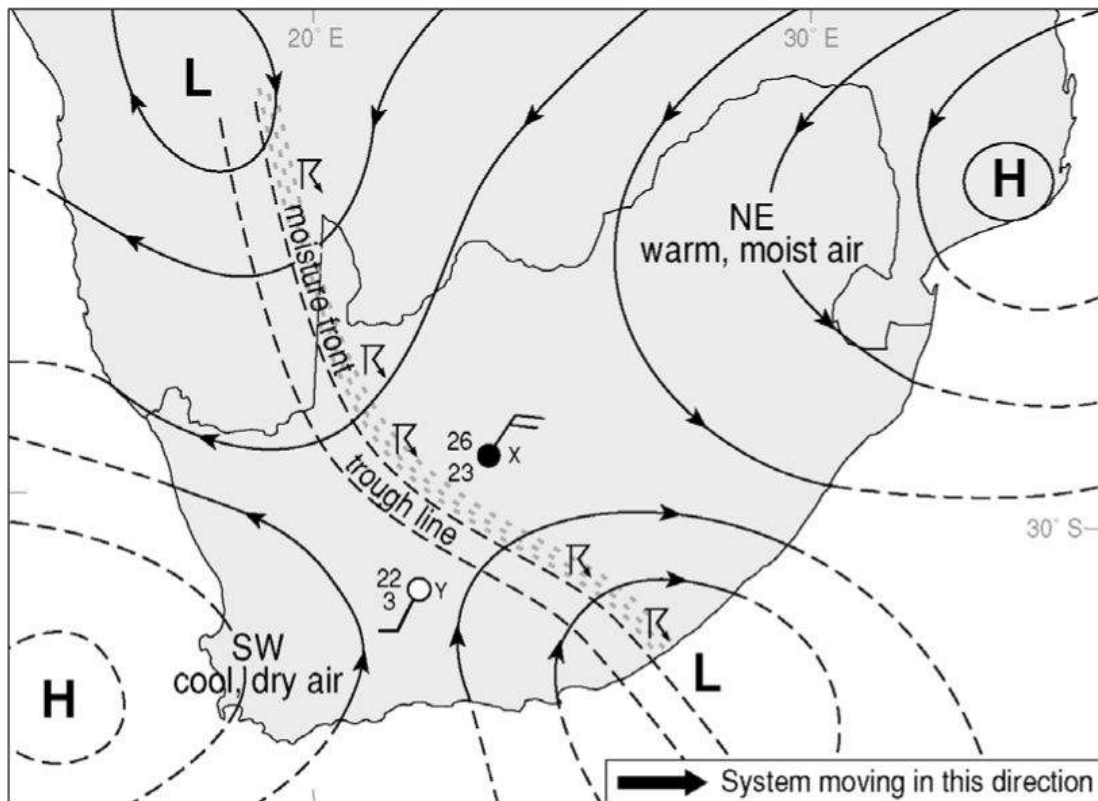 20° E
30° E
L
H
NE
warm, moist air
moisture front
26
23
X
trough line
30° S
22
3
Y
SW
cool, dry air
H
L
System moving in this direction